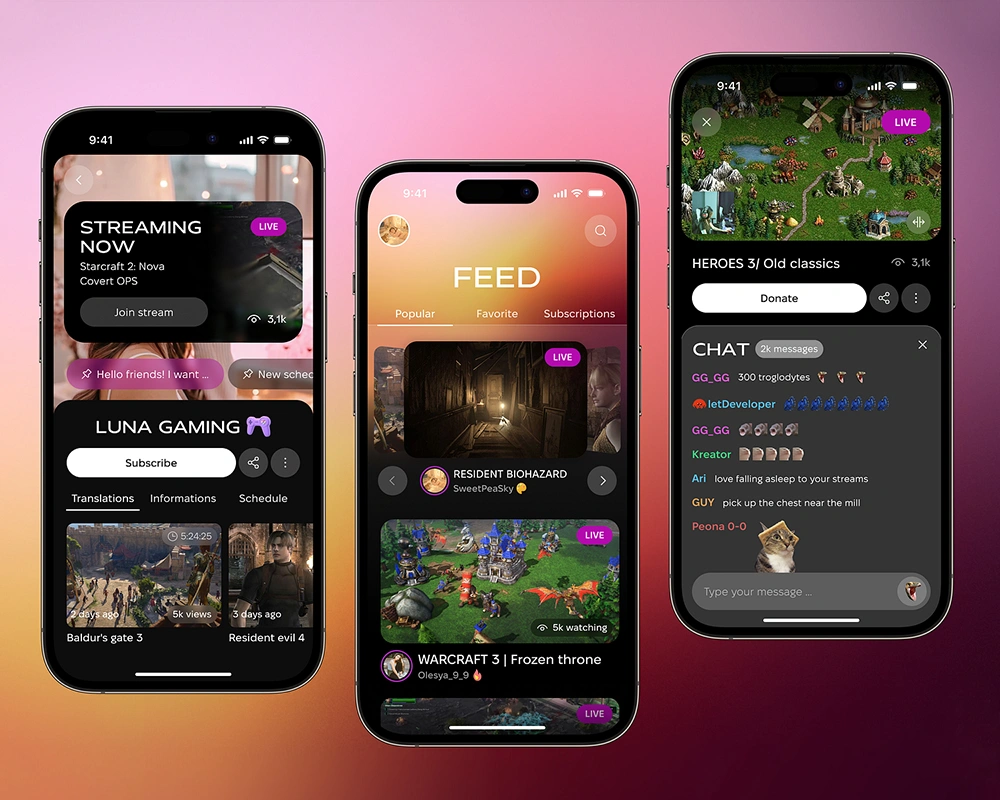 9:41
STREAMING
NOW
LIVE
Starcraft 2: Nova
Covert OPS
Join stream
3,1k
Hello friends! I want ...
New sched
LUNA GAMING
Subscribe
Translations Informations Schedule
5:24:25
2 days ago 5k views
3 days ago
Baldur's gate 3
Resident evil 4
9:41
FEED
Popular Favorite Subscriptions
LIVE
RESIDENT BIOHAZARD
SweetPeaSky
LIVE
5k watching
WARCRAFT 3 | Frozen throne
Olesya_9_9
LIVE
9:41
LIVE
HEROES 3/ Old classics 3,1k
Donate
CHAT 2k messages
GG_GG 300 troglodytes
letDeveloper
GG_GG
Kreator
Ari love falling asleep to your streams
GUY pick up the chest near the mill
Peona 0-0
Type your message ...